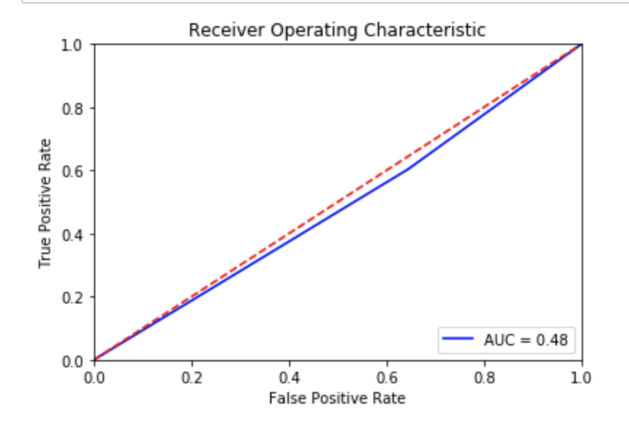 Receiver Operating Characteristic
1.0
0.8
0.6
0.4
0.2
0.0
True Positive Rate
AUC = 0.48
0.0 0.2 0.4 0.6 0.8 1.0
False Positive Rate